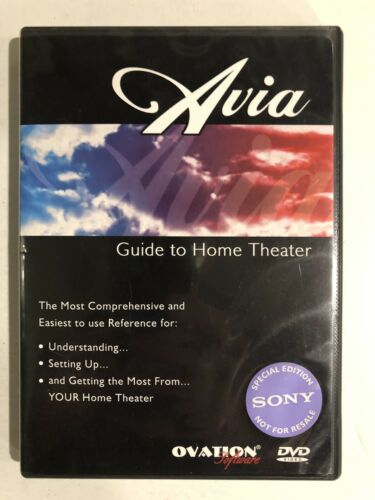 Avia
Avia
Guide to Home Theater
The Most Comprehensive and
Easiest to use Reference for:
• Understanding...
• Setting Up...
• and Getting the Most From...
YOUR Home Theater
SPECIAL EDITION
SONY
NOT FOR RESALE
OVATION®
Software
DVD
VIDEO